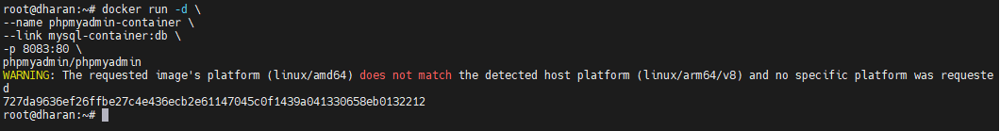 root@dharan:~# docker run -d \
--name phpmyadmin-container \
--link mysql-container:db \
-p 8083:80 \
phpmyadmin/phpmyadmin
WARNING: The requested image's platform (linux/amd64) does not match the detected host platform (linux/arm64/v8) and no specific platform was requeste
d
727da9636ef26ffbe27c4e436ecb2e61147045c0f1439a041330658eb0132212
root@dharan:~#